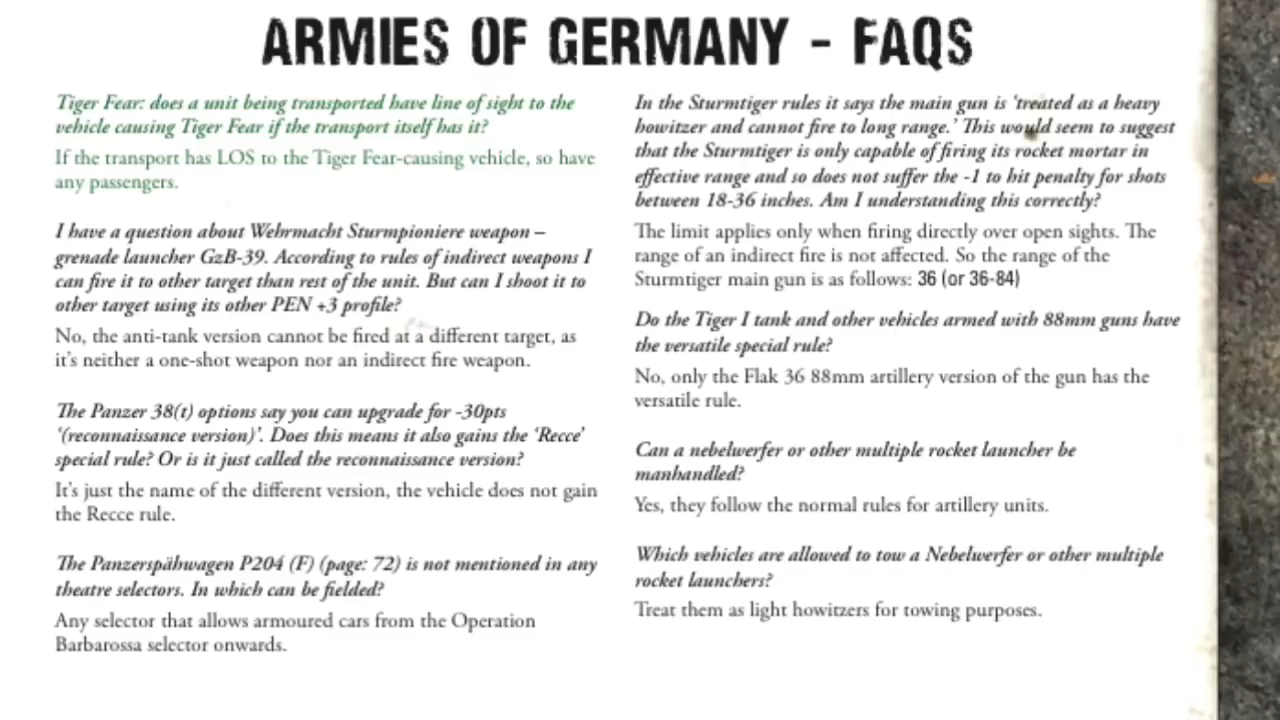 ARMIES OF GERMANY - FAQS
Tiger Fear: does a unit being transported have line of sight to the
vehicle causing Tiger Fear if the transport itself has it?
If the transport has LOS to the Tiger Fear-causing vehicle, so have
any passengers.
I have a question about Wehrmacht Sturmpioniere weapon –
grenade launcher GzB-39. According to rules of indirect weapons I
can fire it to other target than rest of the unit. But can I shoot it to
other target using its other PEN +3 profile?
No, the anti-tank version cannot be fired at a different target, as
it's neither a one-shot weapon nor an indirect fire weapon.
The Panzer 38(t) options say you can upgrade for -30pts
'(reconnaissance version)'. Does this means it also gains the 'Recce'
special rule? Or is it just called the reconnaissance version?
It's just the name of the different version, the vehicle does not gain
the Recce rule.
The Panzerspähwagen P204 (F) (page: 72) is not mentioned in any
theatre selectors. In which can be fielded?
Any selector that allows armoured cars from the Operation
Barbarossa selector onwards.
In the Sturmtiger rules it says the main gun is 'treated as a heavy
howitzer and cannot fire to long range.' This would seem to suggest
that the Sturmtiger is only capable of firing its rocket mortar in
effective range and so does not suffer the -1 to hit penalty for shots
between 18-36 inches. Am I understanding this correctly?
The limit applies only when firing directly over open sights. The
range of an indirect fire is not affected. So the range of the
Sturmtiger main gun is as follows: 36 (or 36-84)
Do the Tiger I tank and other vehicles armed with 88mm guns have
the versatile special rule?
No, only the Flak 36 88mm artillery version of the gun has the
versatile rule.
Can a nebelwerfer or other multiple rocket launcher be
manhandled?
Yes, they follow the normal rules for artillery units.
Which vehicles are allowed to tow a Nebelwerfer or other multiple
rocket launchers?
Treat them as light howitzers for towing purposes.